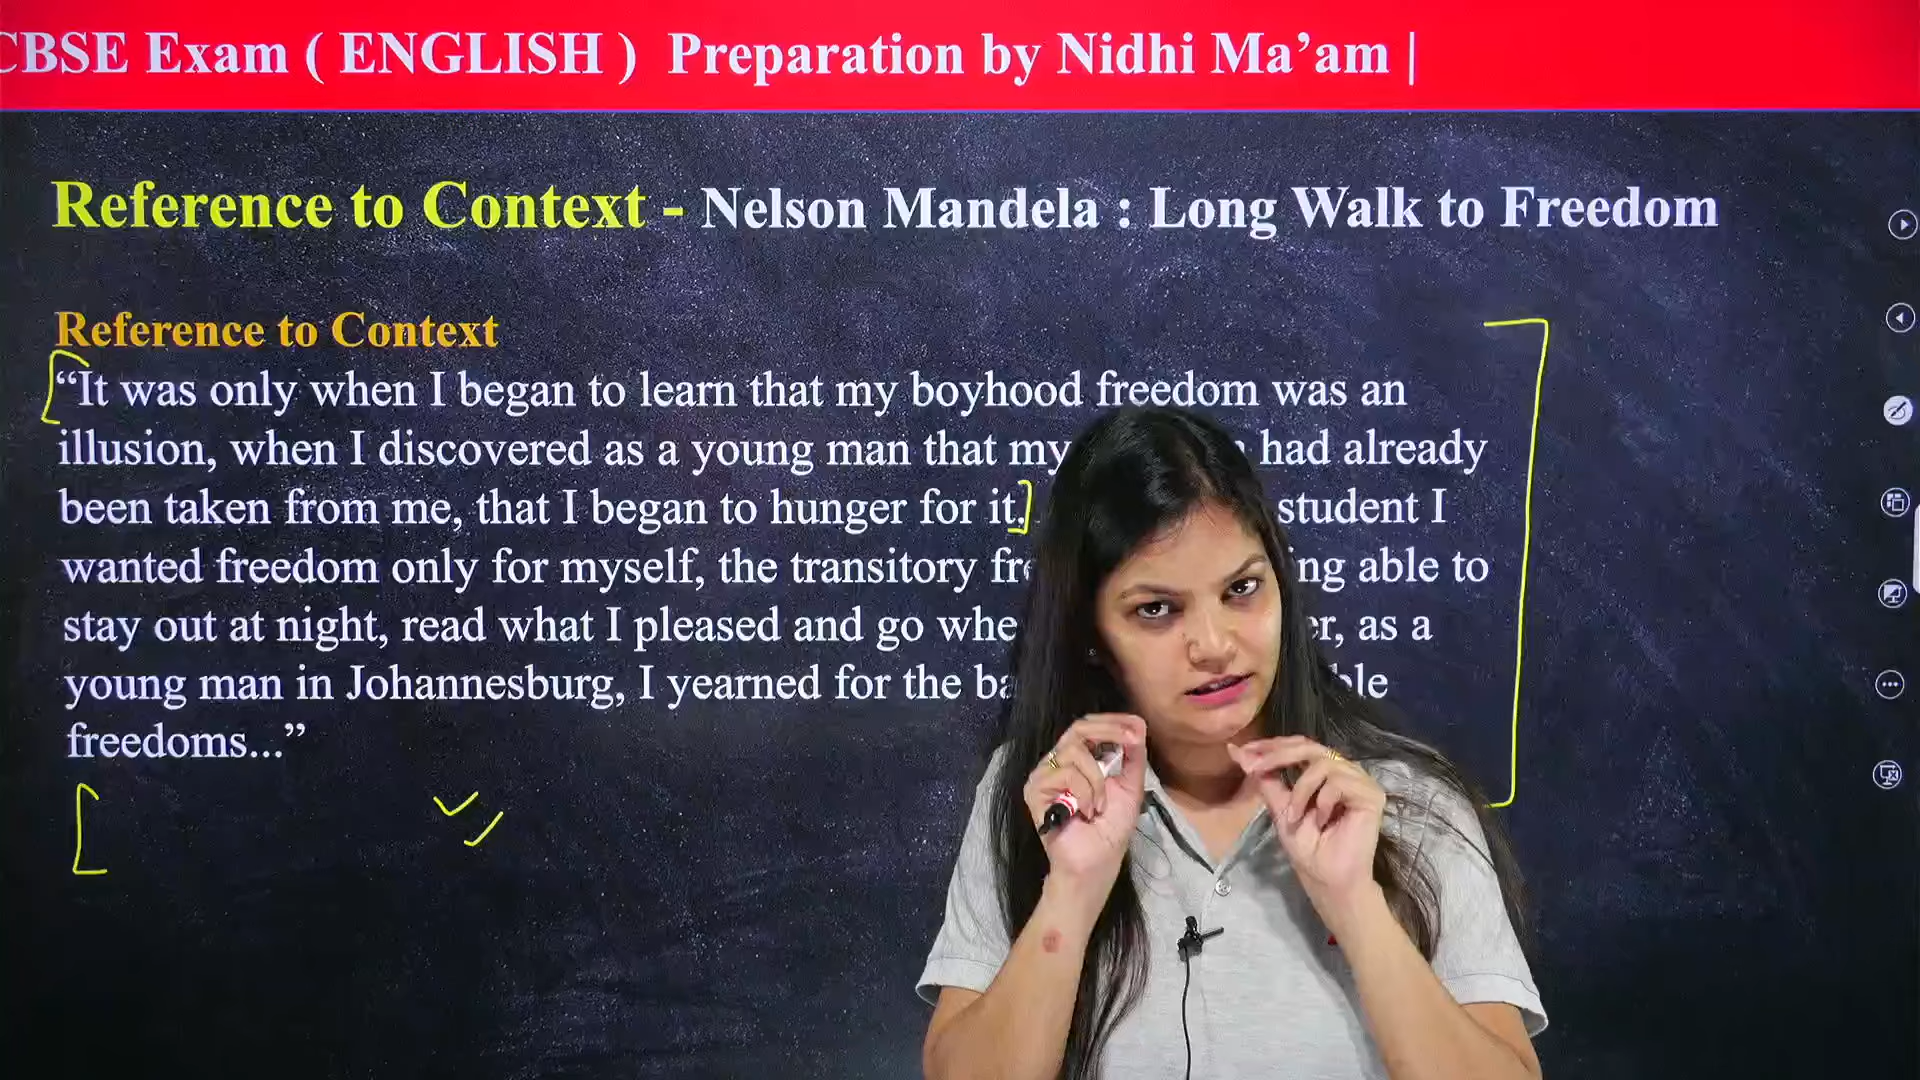 CBSE Exam ( ENGLISH ) Preparation by Nidhi Ma’am |
Reference to Context - Nelson Mandela : Long Walk to Freedom
Reference to Context
“It was only when I began to learn that my boyhood freedom was an
illusion, when I discovered as a young man that my had already
been taken from me, that I began to hunger for it. student I
wanted freedom only for myself, the transitory able to
stay out at night, read what I pleased and go as a
young man in Johannesburg, I yearned for the
freedoms...”